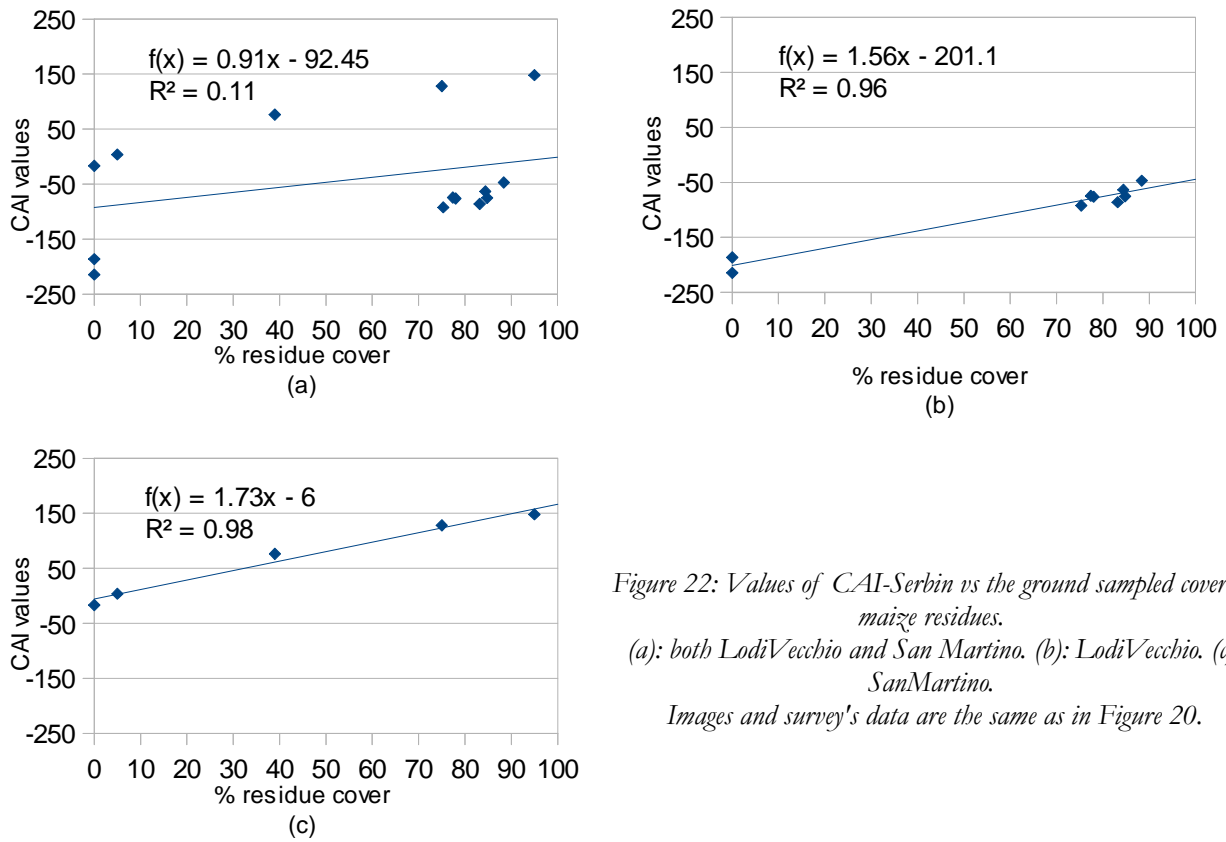 250
150
50
-50
-150
-250
CAI values
f(x) = 0.91x - 92.45
R² = 0.11
0 10 20 30 40 50 60 70 80 90 100
% residue cover
(a)
250
150
50
-50
-150
-250
CAI values
f(x) = 1.56x - 201.1
R² = 0.96
0 10 20 30 40 50 60 70 80 90 100
% residue cover
(b)
250
150
50
-50
-150
-250
CAI values
f(x) = 1.73x - 6
R² = 0.98
0 10 20 30 40 50 60 70 80 90 100
% residue cover
(c)
Figure 22: Values of CAI-Serbin vs the ground sampled cover
maize residues.
(a): both LodiVecchio and San Martino. (b): LodiVecchio. (
SanMartino.
Images and survey's data are the same as in Figure 20.